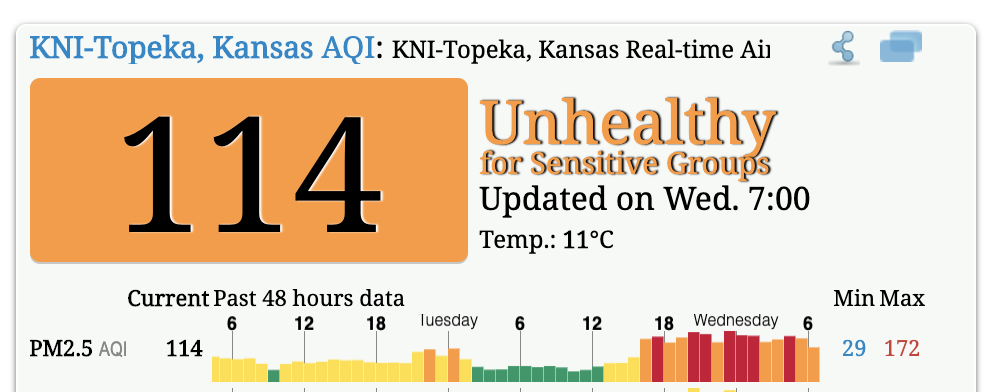 KNI-Topeka, Kansas AQI: KNI-Topeka, Kansas Real-time Air
114
Unhealthy
for Sensitive Groups
Updated on Wed. 7:00
Temp.: 11°C
Current Past 48 hours data Min Max
6 12 18 Tuesday 6 12 18 Wednesday 6
PM2.5 AQI 114 29 172